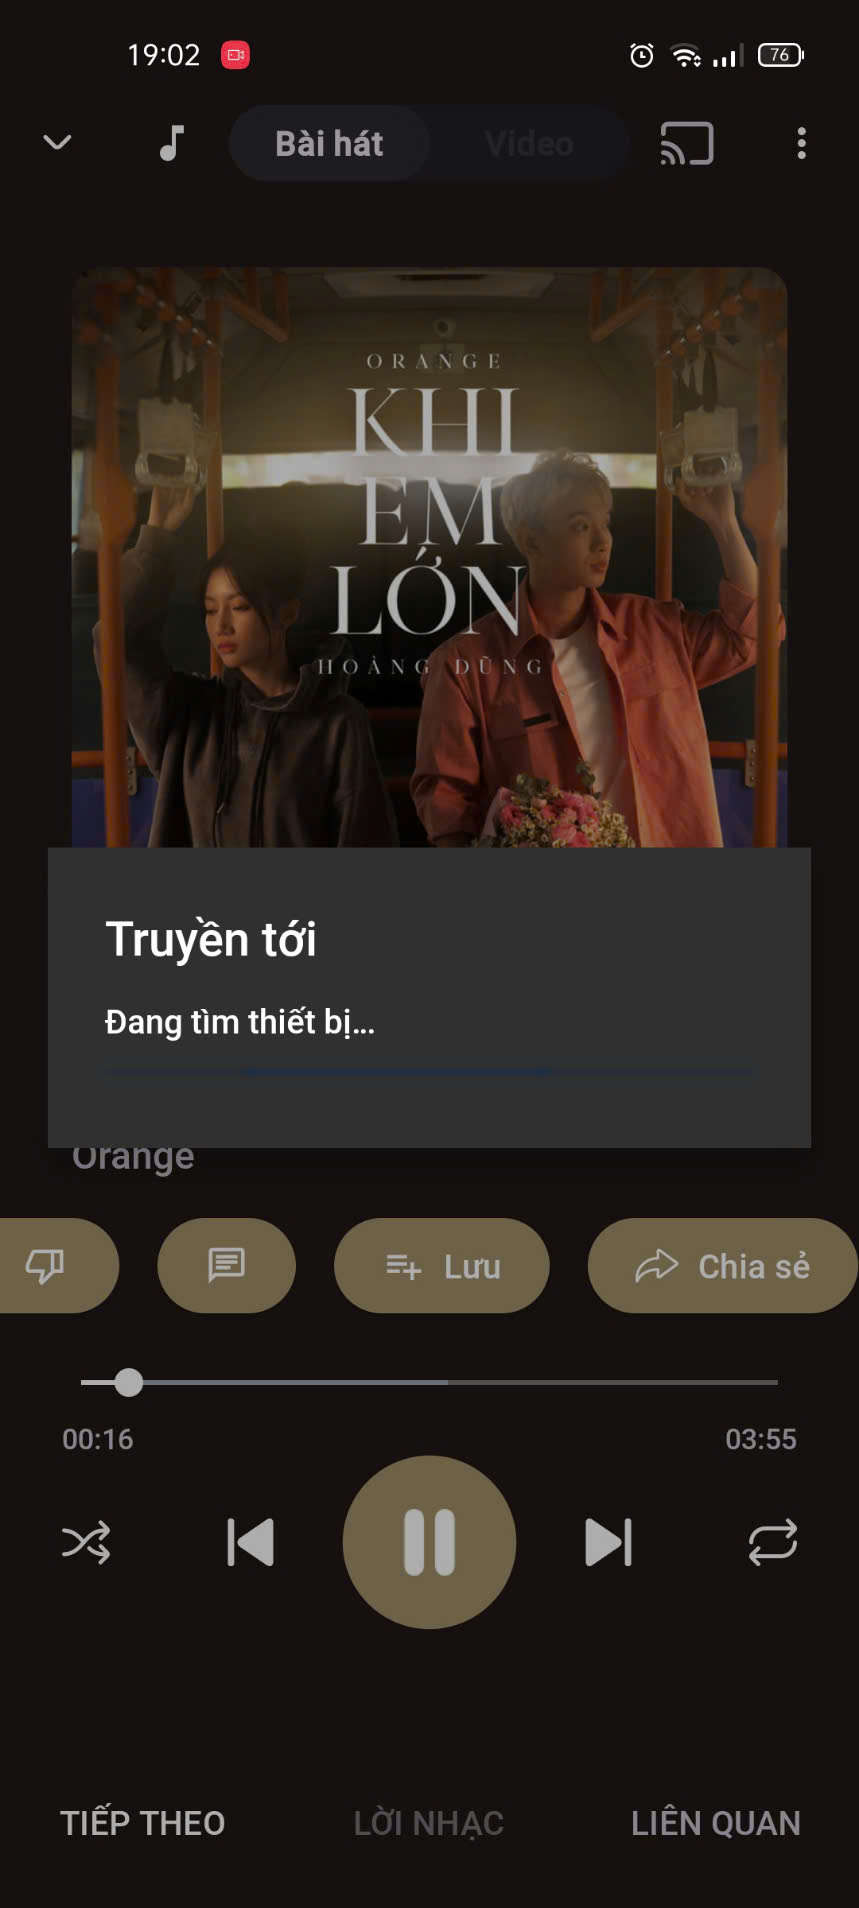 19:02
76
Bài hát
Video
ORANGE
KHI
EM
LỚN
HOÀNG DŨNG
Truyền tới
Đang tìm thiết bị...
Orange
Lưu
Chia sẻ
00:16
03:55
TIẾP THEO
LỜI NHẠC
LIÊN QUAN